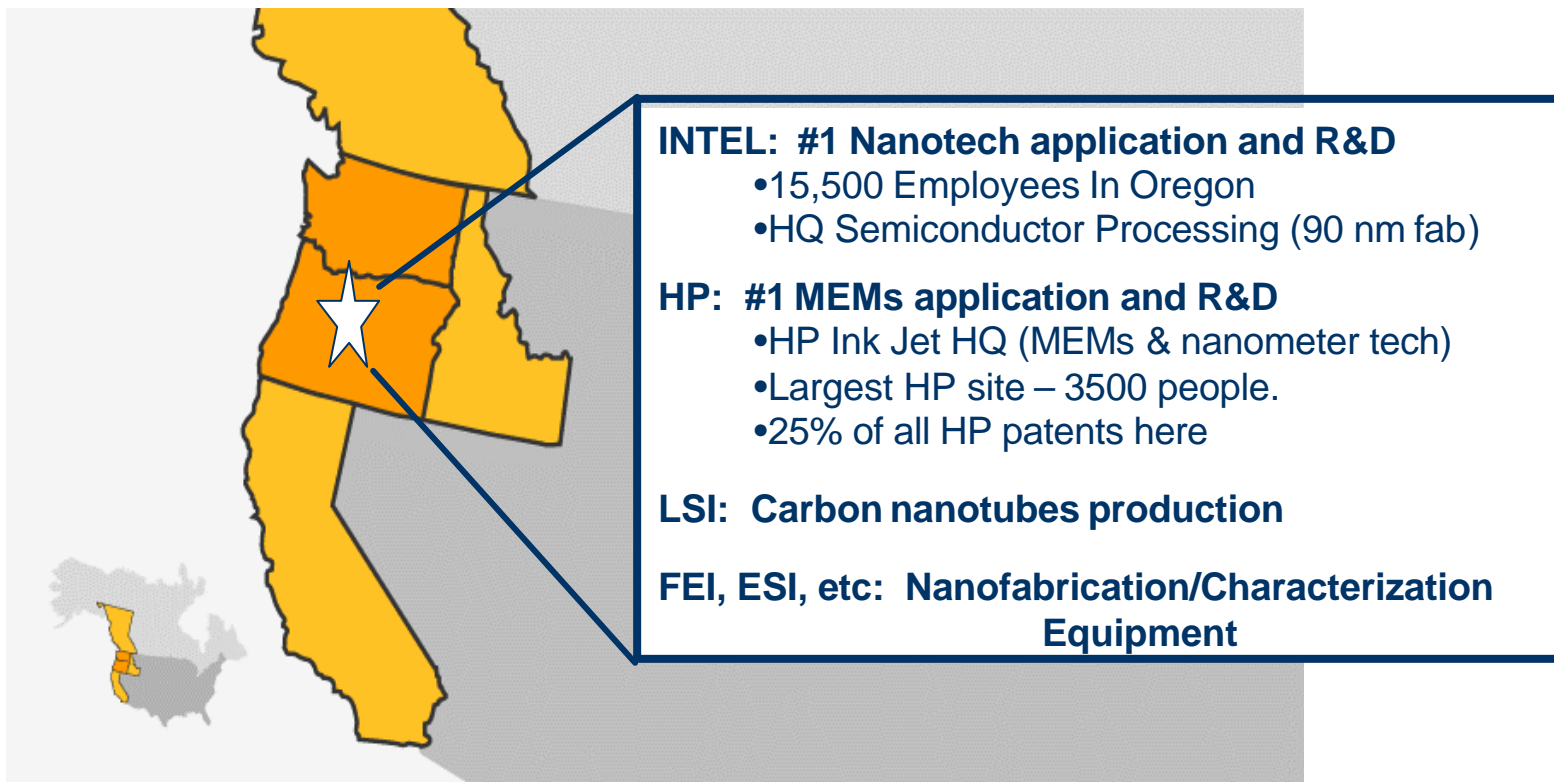 INTEL: #1 Nanotech application and R&D
•15,500 Employees In Oregon
•HQ Semiconductor Processing (90 nm fab)
HP: #1 MEMs application and R&D
•HP Ink Jet HQ (MEMs & nanometer tech)
•Largest HP site – 3500 people.
•25% of all HP patents here
LSI: Carbon nanotubes production
FEI, ESI, etc: Nanofabrication/Characterization
Equipment